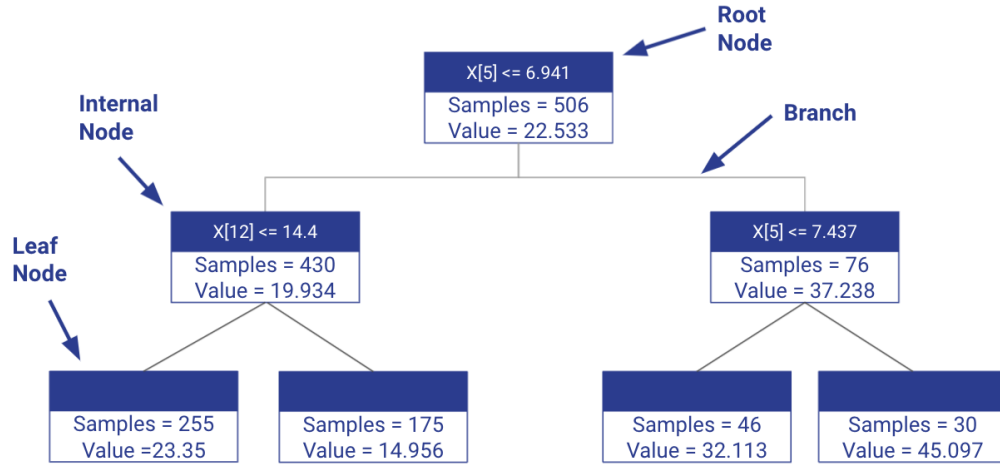 Root
Node
X[5] <= 6.941
Samples = 506
Value = 22.533
Internal
Node
Branch
X[12] <= 14.4
Samples = 430
Value = 19.934
X[5] <= 7.437
Samples = 76
Value = 37.238
Leaf
Node
Samples = 255
Value =23.35
Samples = 175
Value = 14.956
Samples = 46
Value = 32.113
Samples = 30
Value = 45.097